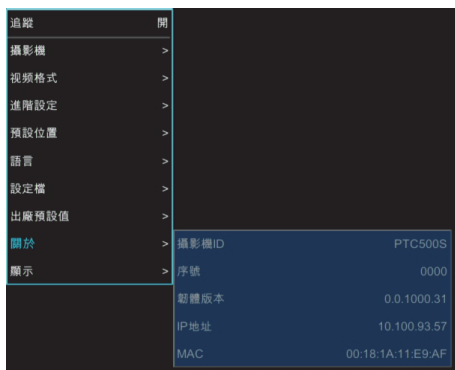 追蹤 開
攝影機 >
视频格式 >
進階設定 >
預設位置 >
語言 >
設定檔 >
出廠預設值 >
關於 >
顯示 >
攝影機ID PTC500S
序號 0000
韌體版本 0.0.1000.31
IP地址 10.100.93.57
MAC 00:18:1A:11:E9:AF